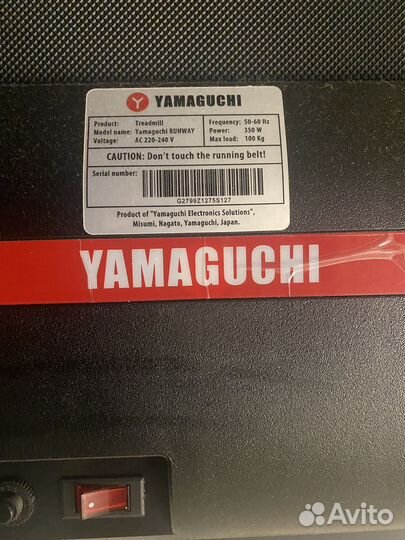 YAMAGUCHI
Product: Treadmill Frequency: 50-60 Hz
Model name: Yamaguchi RUNWAY Power: 350 W
Voltage: AC 220-240 V Max load: 100 Kg
CAUTION: Don't touch the running belt!
Serial number:
G2799Z1275S127
Product of "Yamaguchi Electronics Solutions",
Misumi, Nagato, Yamaguchi, Japan.
YAMAGUCHI
Avito